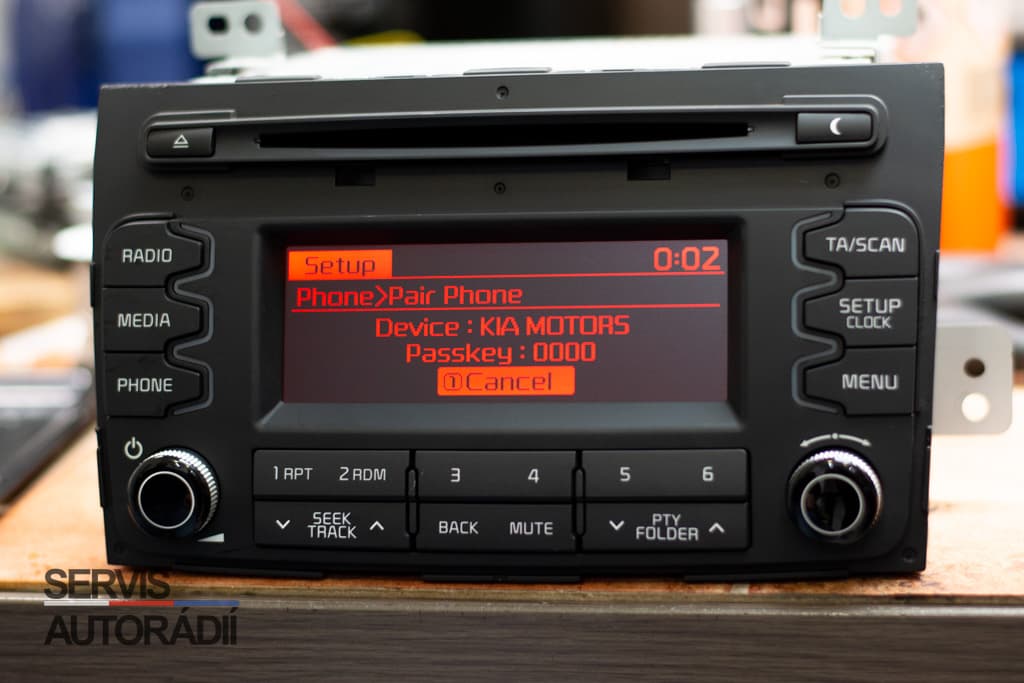 RADIO
MEDIA
PHONE
Setup 0:02
Phone>Pair Phone
Device : KIA MOTORS
Passkey : 0000
1 Cancel
TA/SCAN
SETUP
CLOCK
MENU
1 RPT 2 RDM 3 4 5 6
SEEK
TRACK
BACK MUTE
PTY
FOLDER
SERVIS
AUTORÁDIÍ